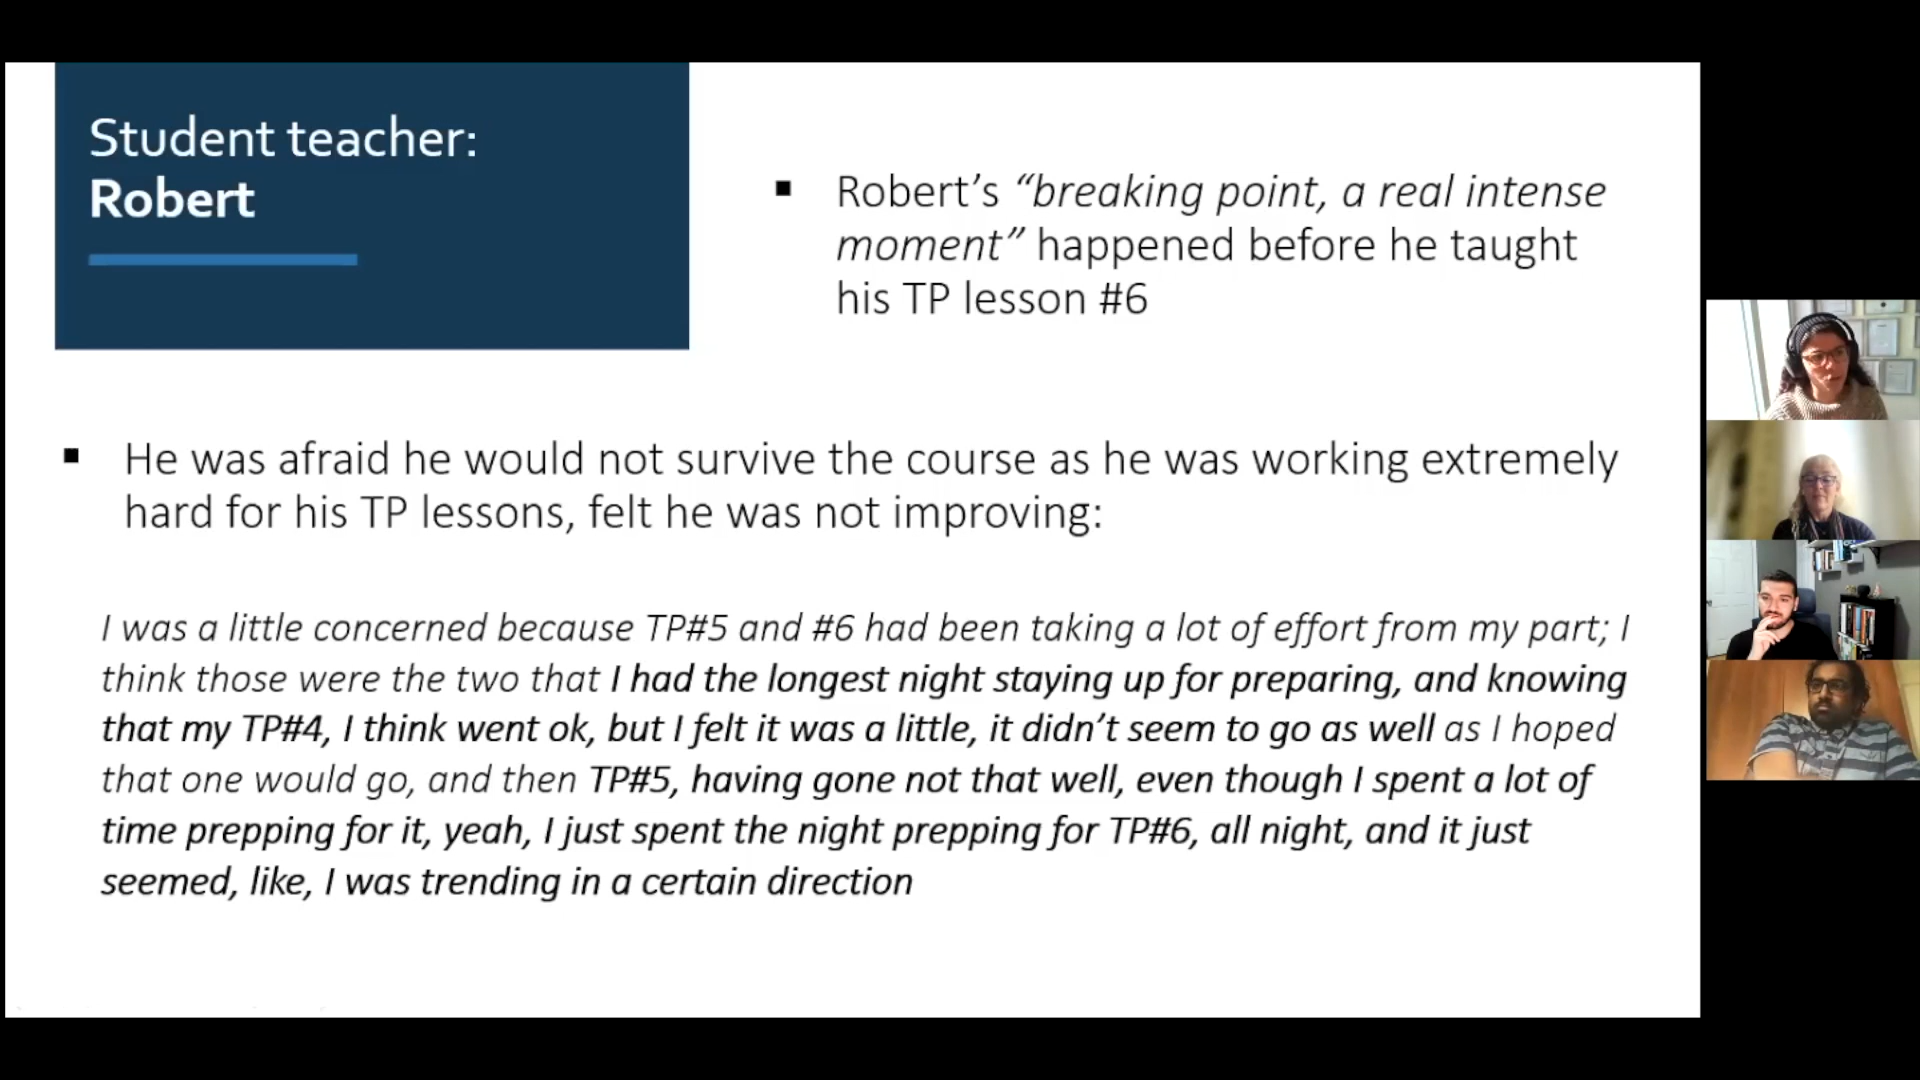 Student teacher:
Robert
Robert’s “breaking point, a real intense
moment” happened before he taught
his TP lesson #6
He was afraid he would not survive the course as he was working extremely
hard for his TP lessons, felt he was not improving:
I was a little concerned because TP#5 and #6 had been taking a lot of effort from my part; I
think those were the two that I had the longest night staying up for preparing, and knowing
that my TP#4, I think went ok, but I felt it was a little, it didn’t seem to go as well as I hoped
that one would go, and then TP#5, having gone not that well, even though I spent a lot of
time prepping for it, yeah, I just spent the night prepping for TP#6, all night, and it just
seemed, like, I was trending in a certain direction